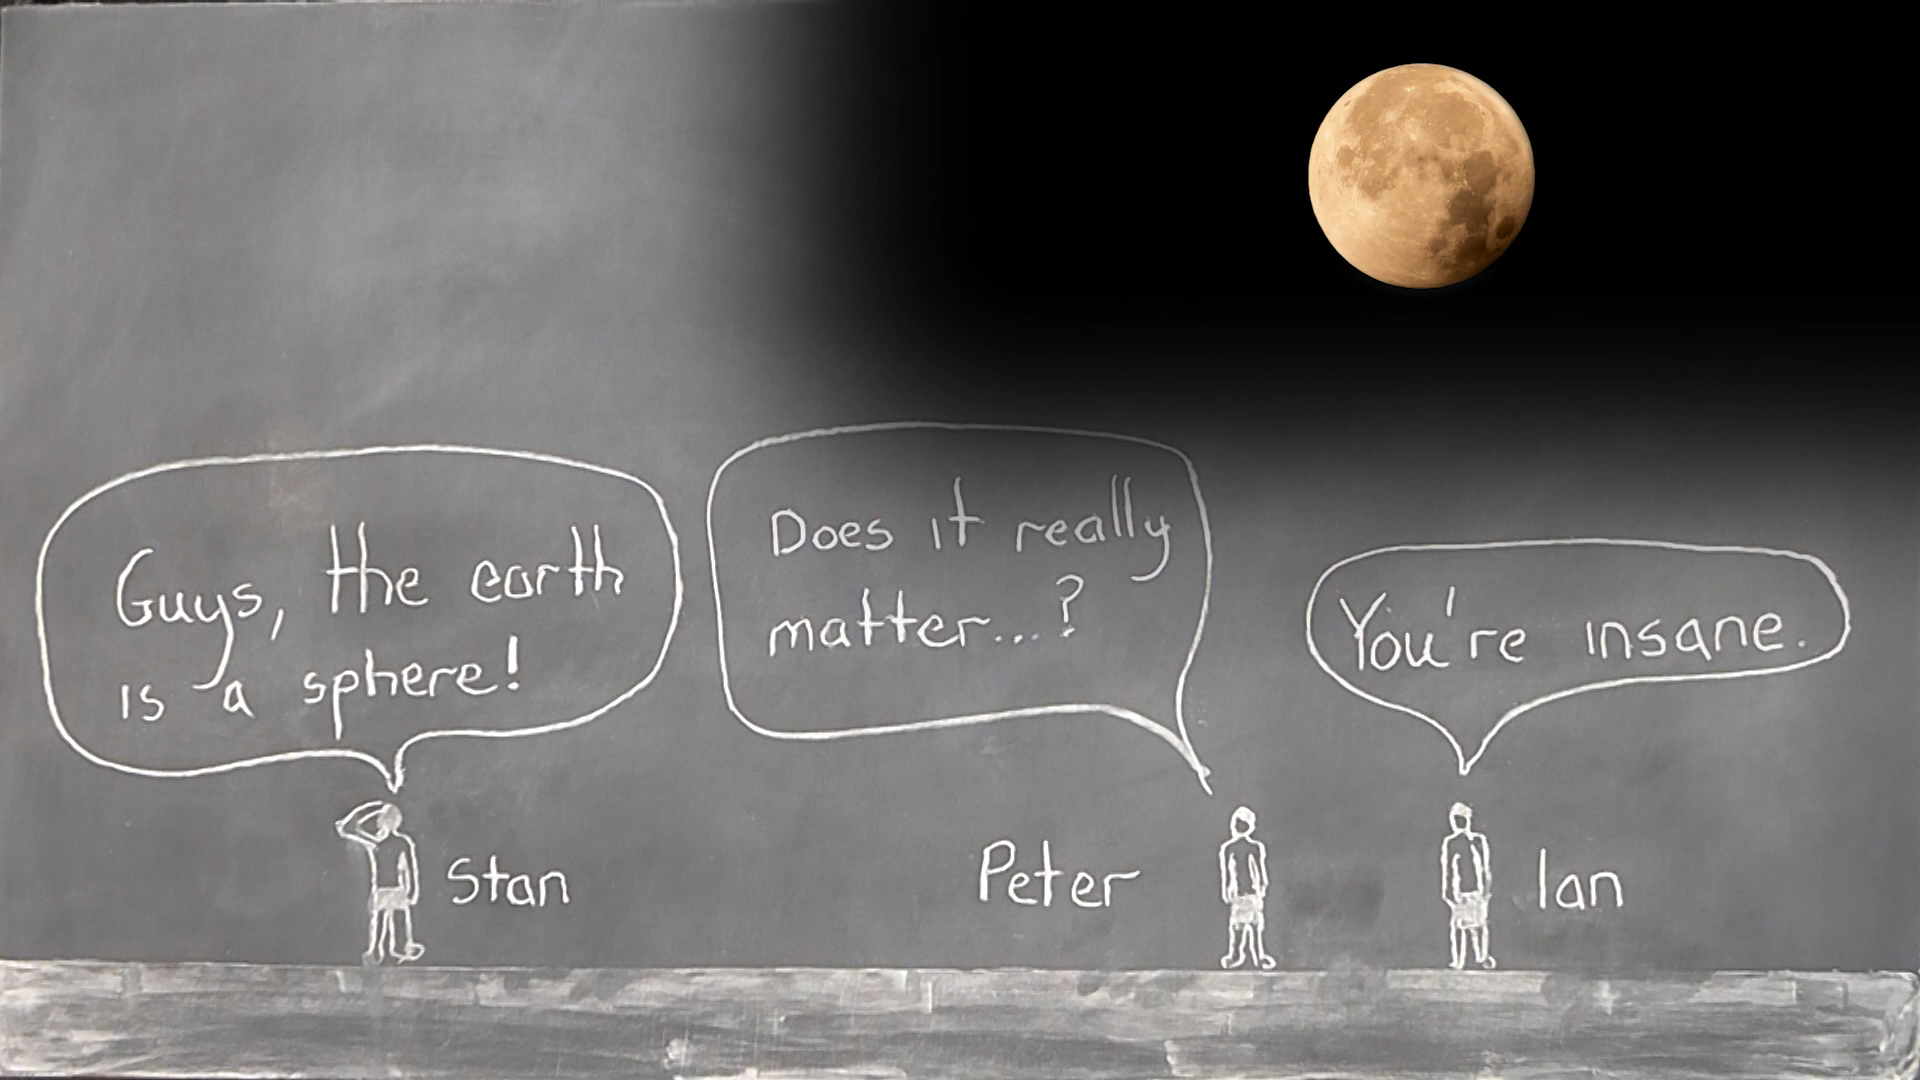 Guys, the earth
is a sphere!
Does it really
matter...?
You're insane.
Stan
Peter
Ian